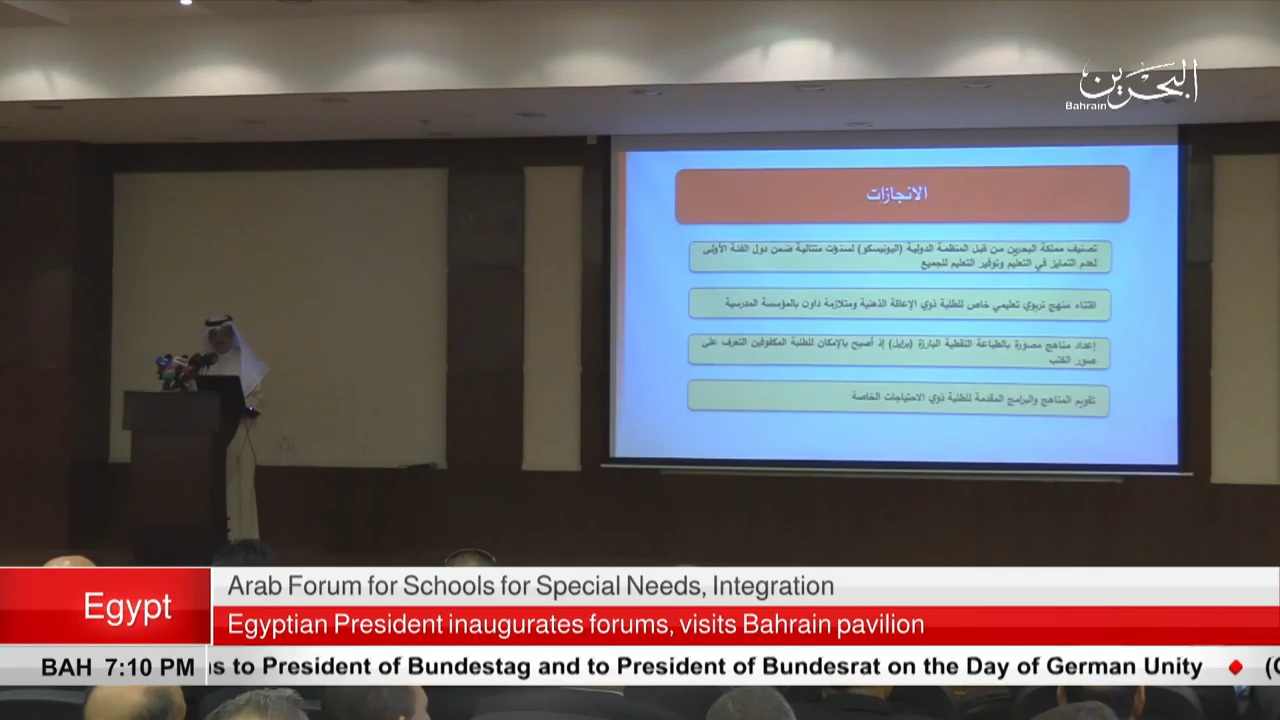 البحرين
Bahrain
الانجازات
تصنيف مملكة البحرين من قبل المنظمة الدولية (اليونيسكو) لسنوات متتالية ضمن دول الفئة الأولى
لعدم التمايز في التعليم وتوفير التعليم للجميع
اقتناء منهج تربوي تعليمي خاص للطلبة ذوي الإعاقة الذهنية ومتلازمة داون بالمؤسسة المدرسية
إعداد مناهج مصورة بالطباعة النقطية البارزة (برايل) إذ أصبح بالإمكان للطلبة المكفوفين التعرف على
صور الكتب
تقويم المناهج والبرامج المقدمة للطلبة ذوي الاحتياجات الخاصة
Egypt
Arab Forum for Schools for Special Needs, Integration
Egyptian President inaugurates forums, visits Bahrain pavilion
BAH 7:10 PM
to President of Bundestag and to President of Bundesrat on the Day of German Unity